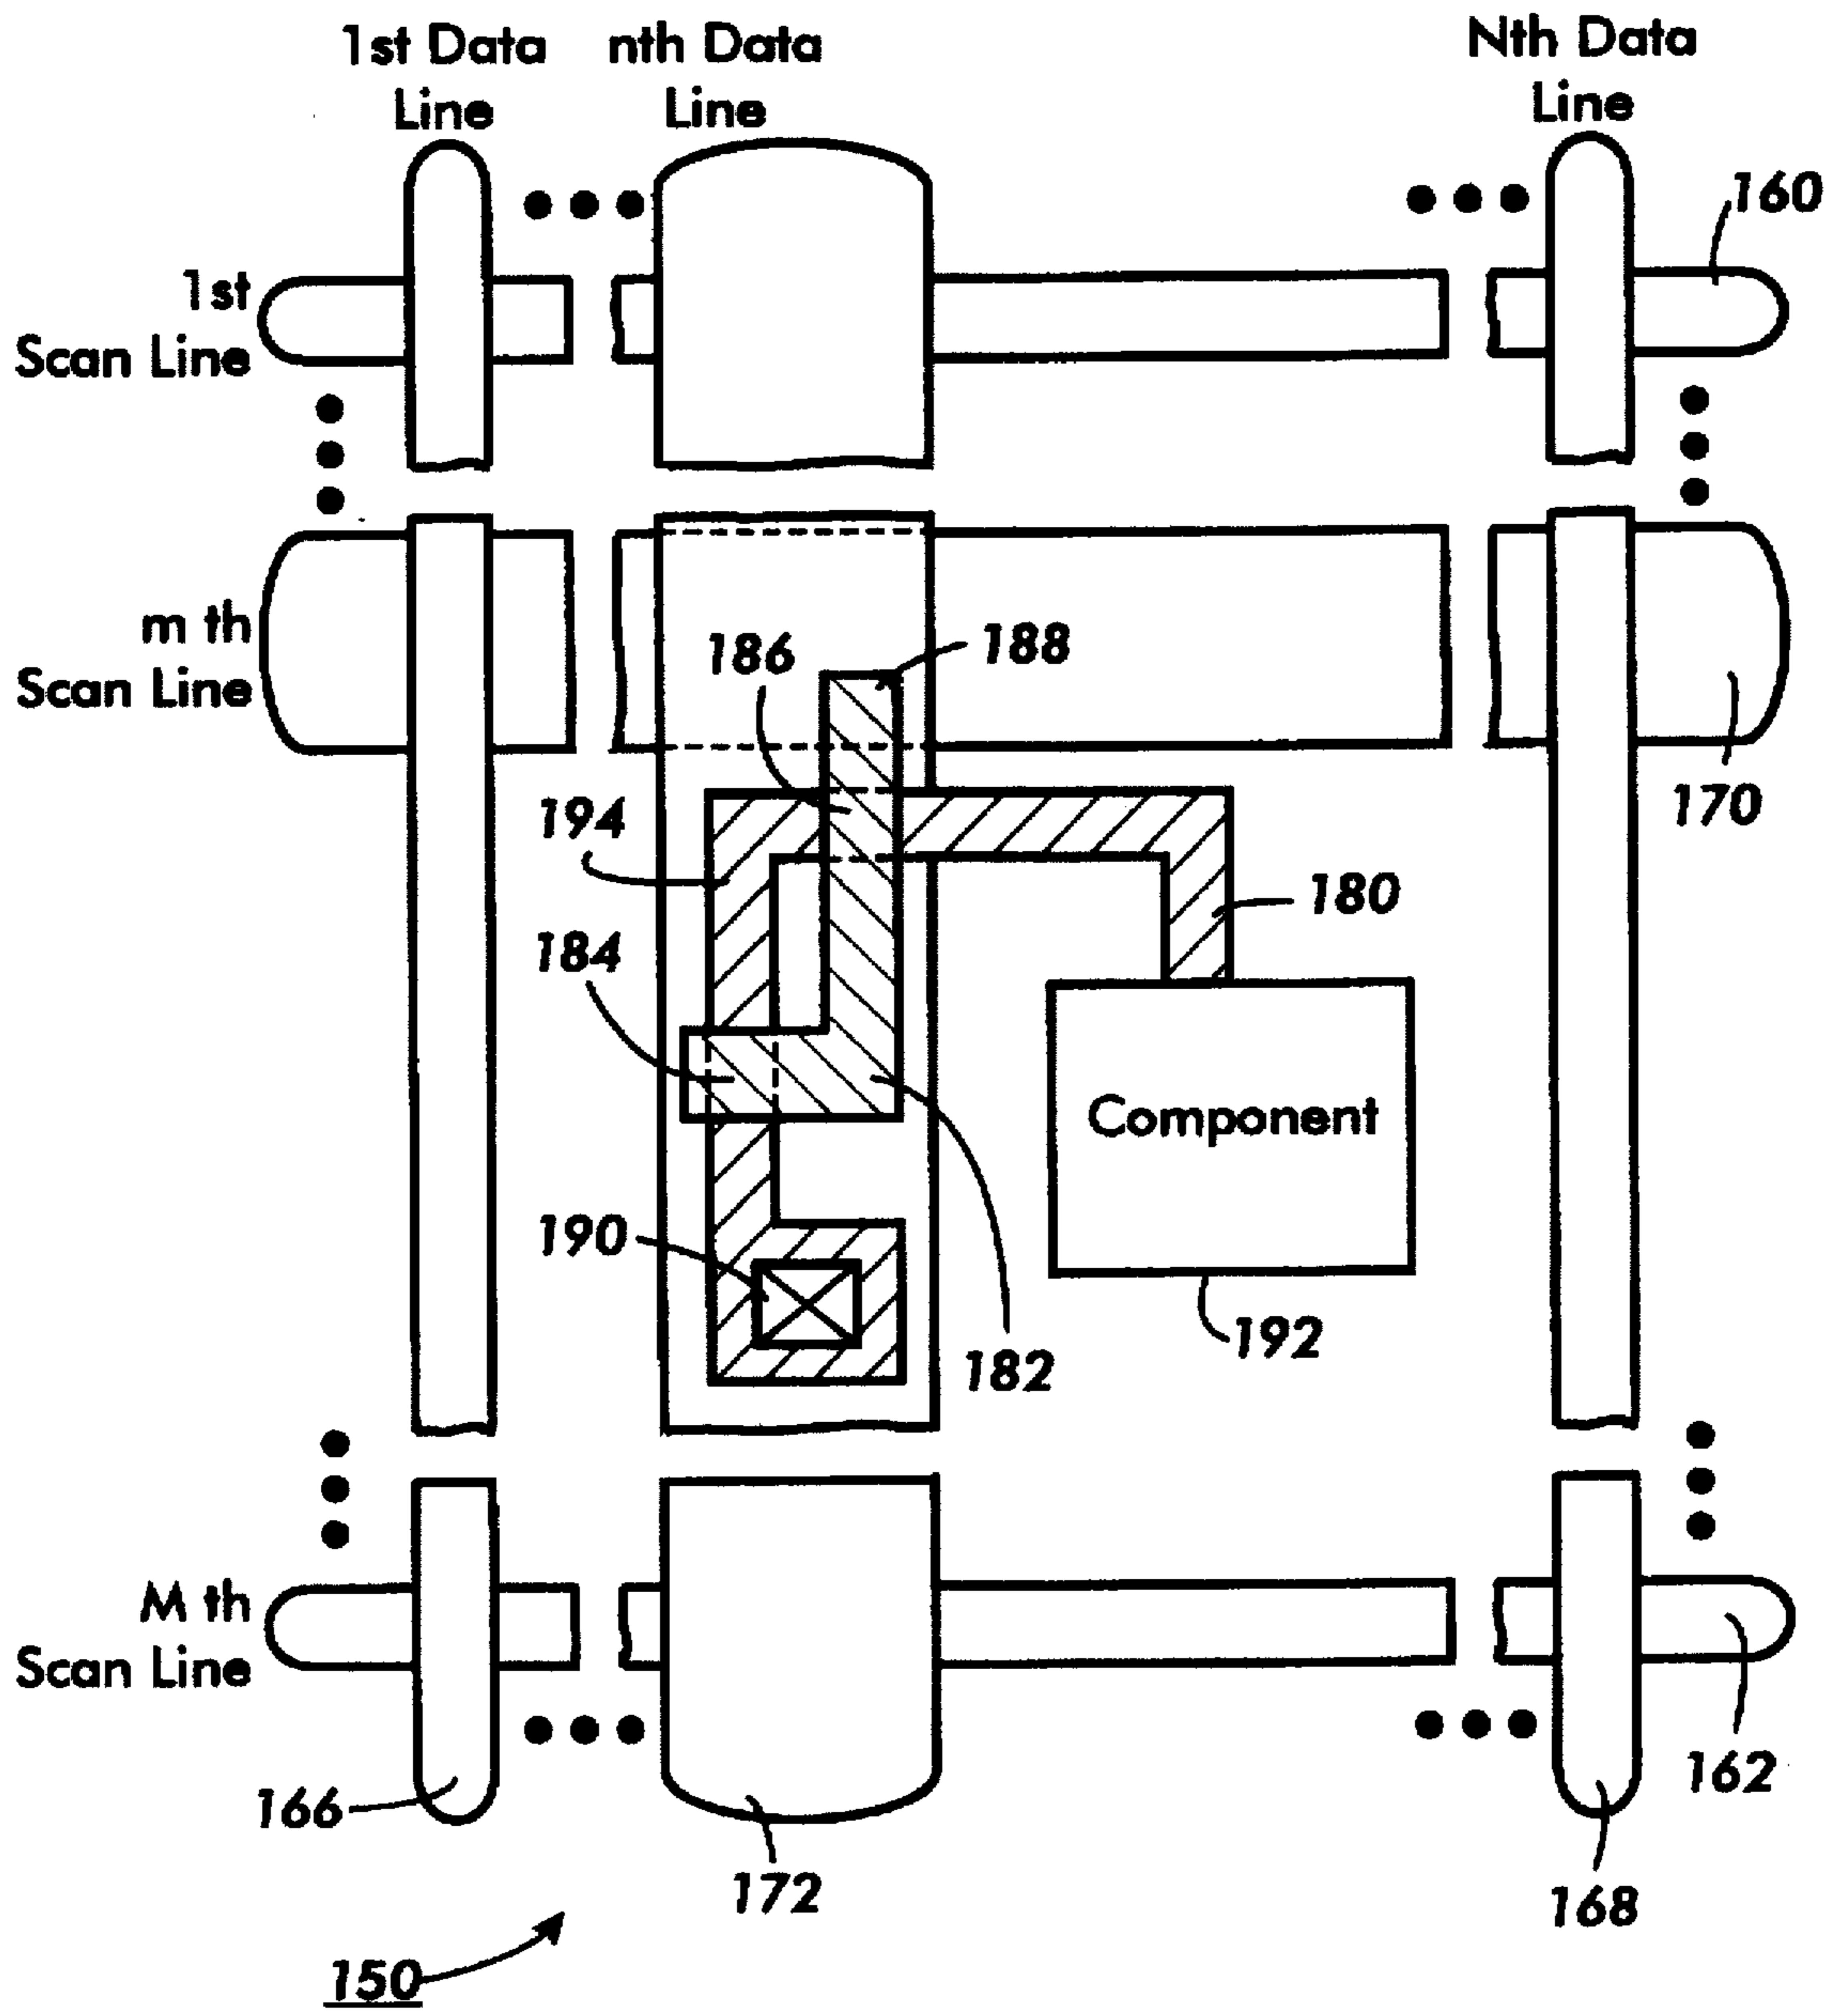 1st Data
Line
nth Data
Line
Nth Data
Line
160
1st
Scan Line
m th
Scan Line
186
188
170
194
180
184
Component
190
192
182
M th
Scan Line
162
166
172
168
150